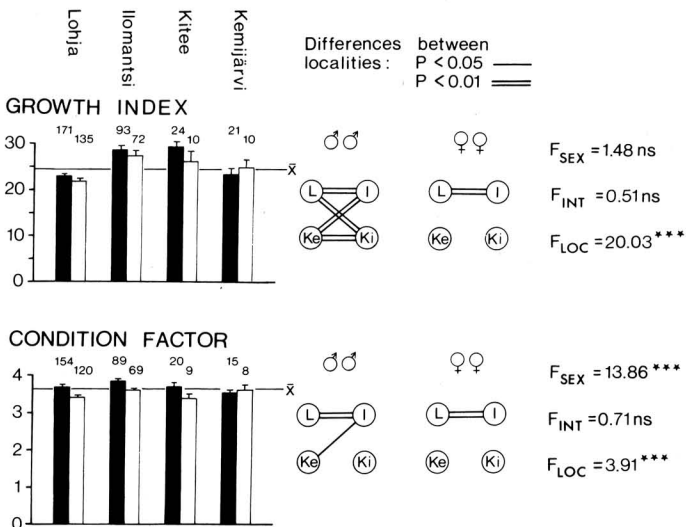 Lohja
Ilomantsi
Kitee
Kemijärvi
Differences between
localities: P < 0.05
P < 0.01
GROWTH INDEX
171 135 93 72 24 10 21 10
30
20
10
0
x̄
♂♂ ♀♀
L I L I
Ke Ki Ke Ki
F_SEX = 1.48 ns
F_INT = 0.51 ns
F_LOC = 20.03 ***
CONDITION FACTOR
154 120 89 69 20 9 15 8
4
3
2
1
0
x̄
♂♂ ♀♀
L I L I
Ke Ki Ke Ki
F_SEX = 13.86 ***
F_INT = 0.71 ns
F_LOC = 3.91 ***